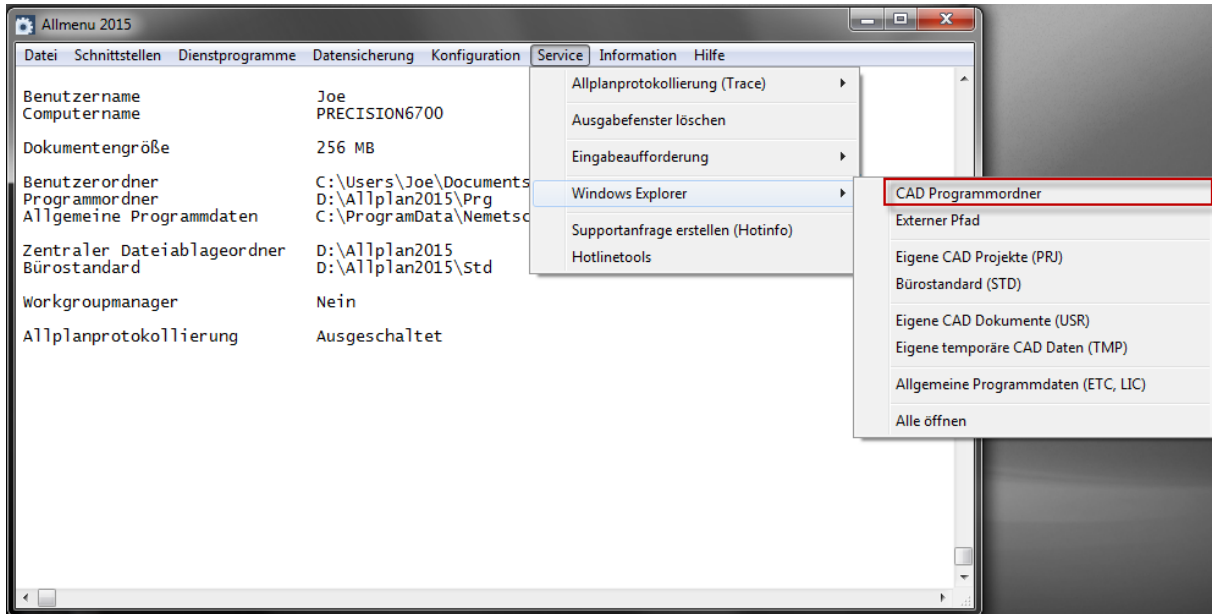 Allmenu 2015
Datei Schnittstellen Dienstprogramme Datensicherung Konfiguration Service Information Hilfe
Benutzername Joe
Computername PRECISION6700
Dokumentengröße 256 MB
Benutzerordner C:\Users\Joe\Documents
Programmordner D:\Allplan2015\Prg
Allgemeine Programmdaten C:\ProgramData\Nemetsc
Zentraler Dateiablageordner D:\Allplan2015
Bürostandard D:\Allplan2015\Std
Workgroupmanager Nein
Allplanprotokollierung Ausgeschaltet
Allplanprotokollierung (Trace)
Ausgabefenster löschen
Eingabeaufforderung
Windows Explorer
Supportanfrage erstellen (Hotinfo)
Hotlinetools
CAD Programmordner
Externer Pfad
Eigene CAD Projekte (PRJ)
Bürostandard (STD)
Eigene CAD Dokumente (USR)
Eigene temporäre CAD Daten (TMP)
Allgemeine Programmdaten (ETC, LIC)
Alle öffnen